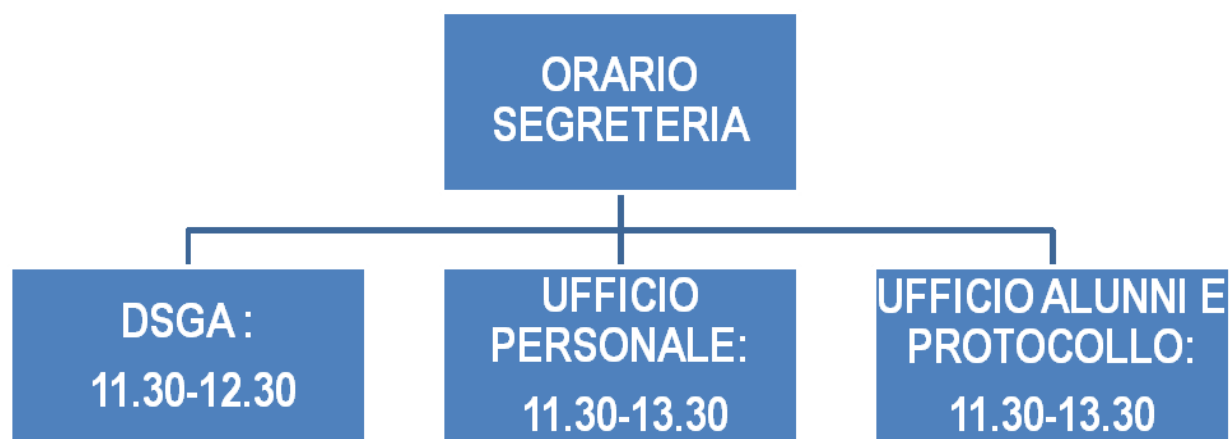 ORARIO
SEGRETERIA
DSGA :
11.30-12.30
UFFICIO
PERSONALE:
11.30-13.30
UFFICIO ALUNNI E
PROTOCOLLO:
11.30-13.30